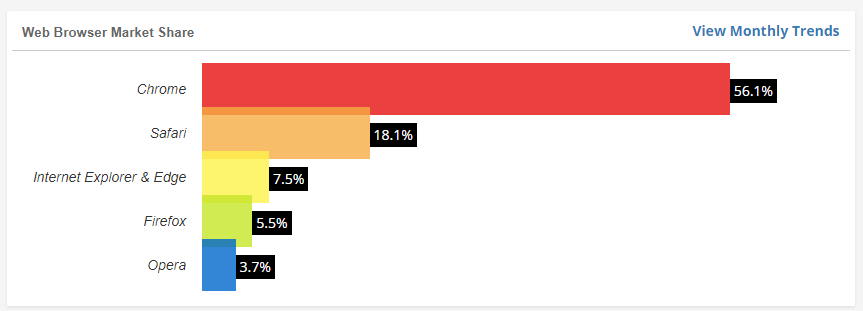 Web Browser Market Share View Monthly Trends
Chrome 56.1%
Safari 18.1%
Internet Explorer & Edge 7.5%
Firefox 5.5%
Opera 3.7%